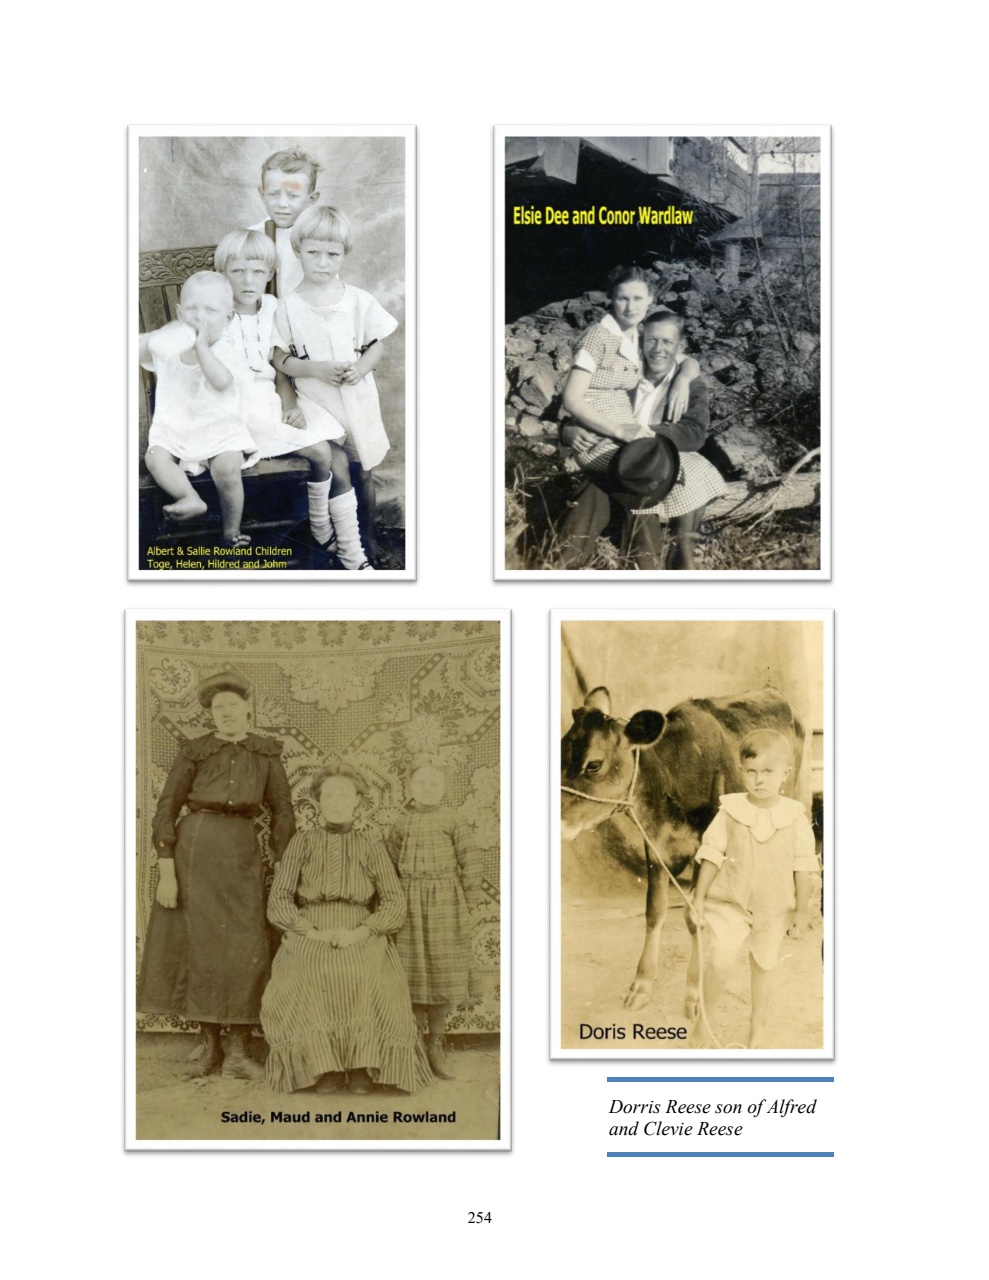 Elsie Dee and Conor Wardlaw
Albert & Sallie Rowland Children
Toge, Helen, Hildred and Johm
Sadie, Maud and Annie Rowland
Doris Reese
Dorris Reese son of Alfred
and Clevie Reese
254